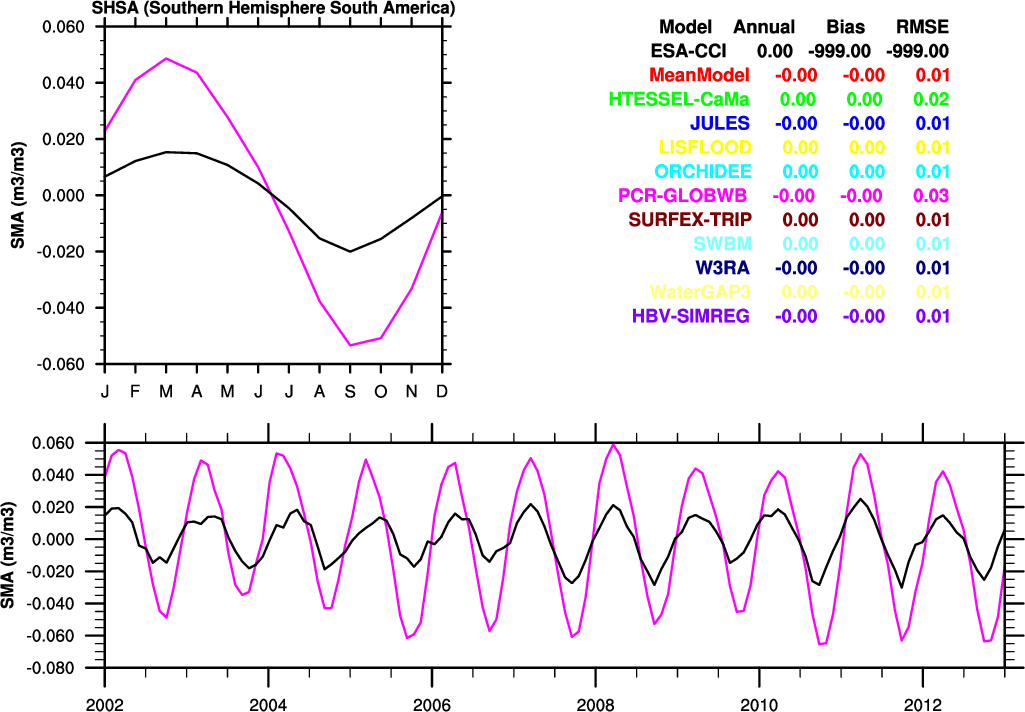 SHSA (Southern Hemisphere South America)
0.060
0.040
0.020
0.000
-0.020
-0.040
-0.060
SMA (m3/m3)
J F M A M J J A S O N D
Model Annual Bias RMSE
ESA-CCI 0.00 -999.00 -999.00
MeanModel -0.00 -0.00 0.01
HTESSEL-CaMa 0.00 0.00 0.02
JULES -0.00 -0.00 0.01
LISFLOOD 0.00 0.00 0.01
ORCHIDEE 0.00 0.00 0.01
PCR-GLOBWB -0.00 -0.00 0.03
SURFEX-TRIP 0.00 0.00 0.01
SWBM 0.00 0.00 0.01
W3RA -0.00 -0.00 0.01
WaterGAP3 0.00 -0.00 0.01
HBV-SIMREG -0.00 -0.00 0.01
0.060
0.040
0.020
0.000
-0.020
-0.040
-0.060
-0.080
SMA (m3/m3)
2002 2004 2006 2008 2010 2012